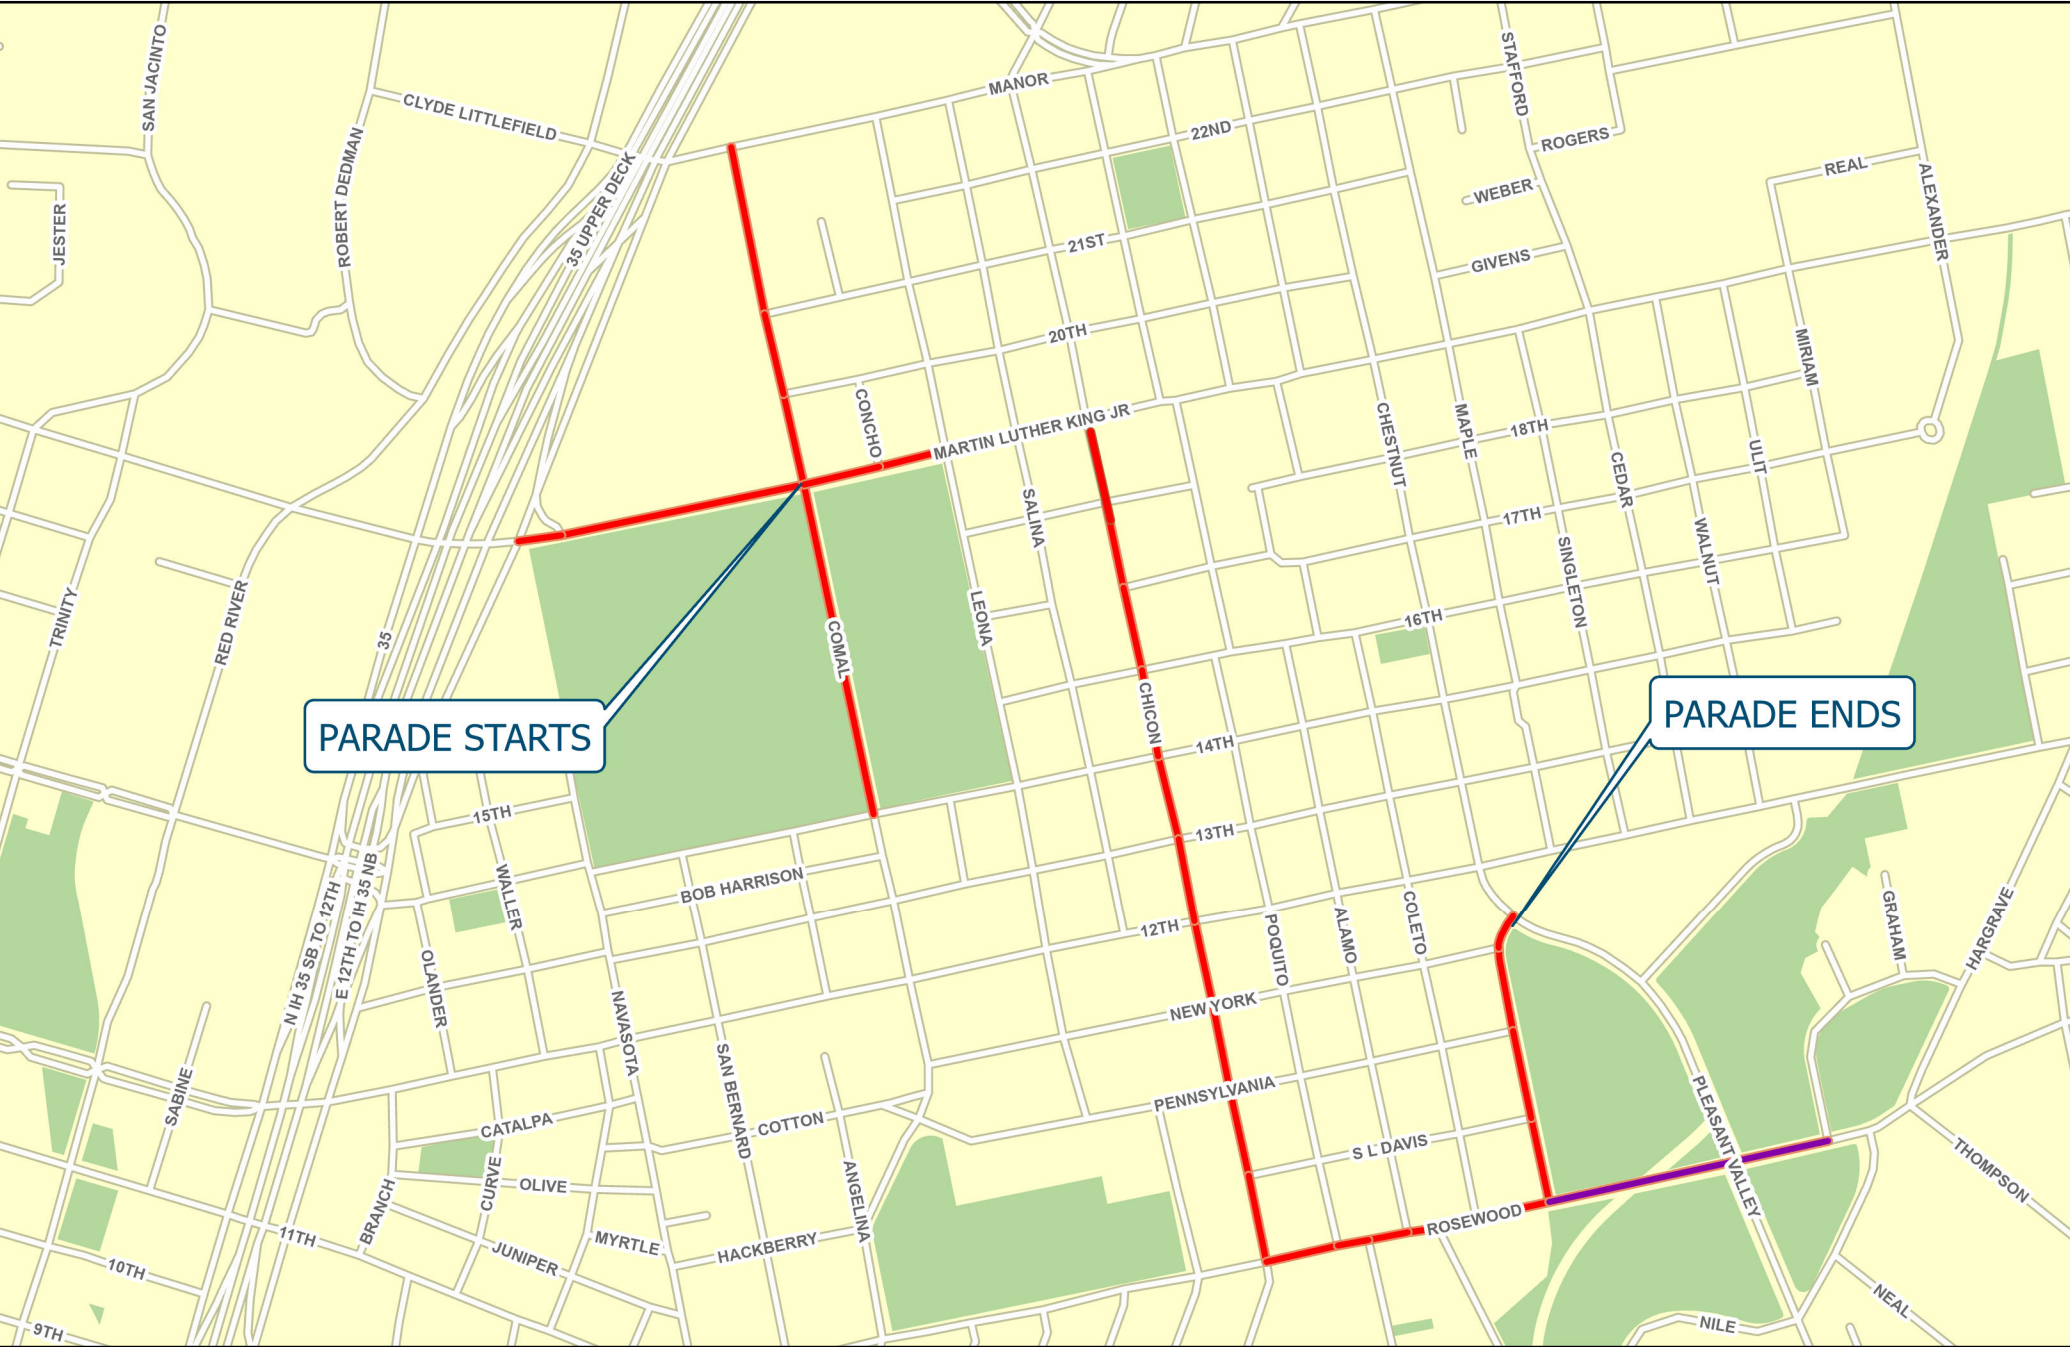 SAN JACINTO
CLYDE LITTLEFIELD
MANOR
STAFFORD
22ND
ROGERS
ROBERT DEDMAN
35 UPPER DECK
WEBER
REAL
ALEXANDER
JESTER
21ST
GIVENS
20TH
MIRIAM
CONCHO
MARTIN LUTHER KING JR
CHESTNUT
MAPLE
18TH
CEDAR
ULIT
SALINA
17TH
WALNUT
SINGLETON
TRINITY
RED RIVER
35
LEONA
COMAL
16TH
CHICON
PARADE STARTS
PARADE ENDS
14TH
15TH
13TH
WALLER
BOB HARRISON
N IH 35 SB TO 12TH
E 12TH TO IH 35 NB
12TH
POQUITO
ALAMO
COLETO
GRAHAM
HARGRAVE
OLANDER
NAVASOTA
NEW YORK
SABINE
SAN BERNARD
PENNSYLVANIA
PLEASANT VALLEY
CATALPA
COTTON
S L DAVIS
THOMPSON
CURVE
OLIVE
ANGELINA
BRANCH
ROSEWOOD
11TH
JUNIPER
MYRTLE
HACKBERRY
10TH
NEAL
NILE
9TH